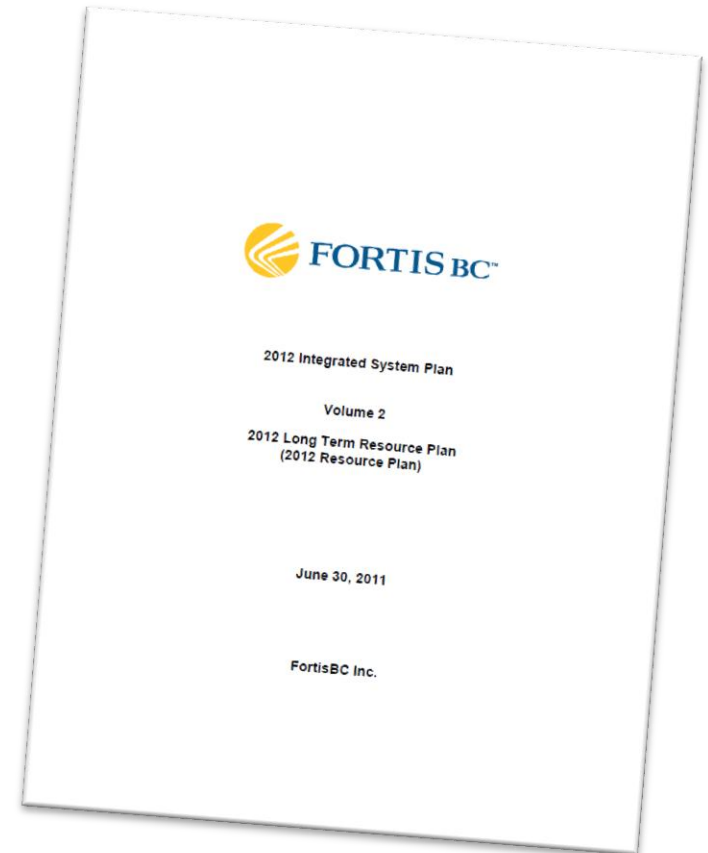 FORTIS BC™
2012 Integrated System Plan
Volume 2
2012 Long Term Resource Plan
(2012 Resource Plan)
June 30, 2011
FortisBC Inc.